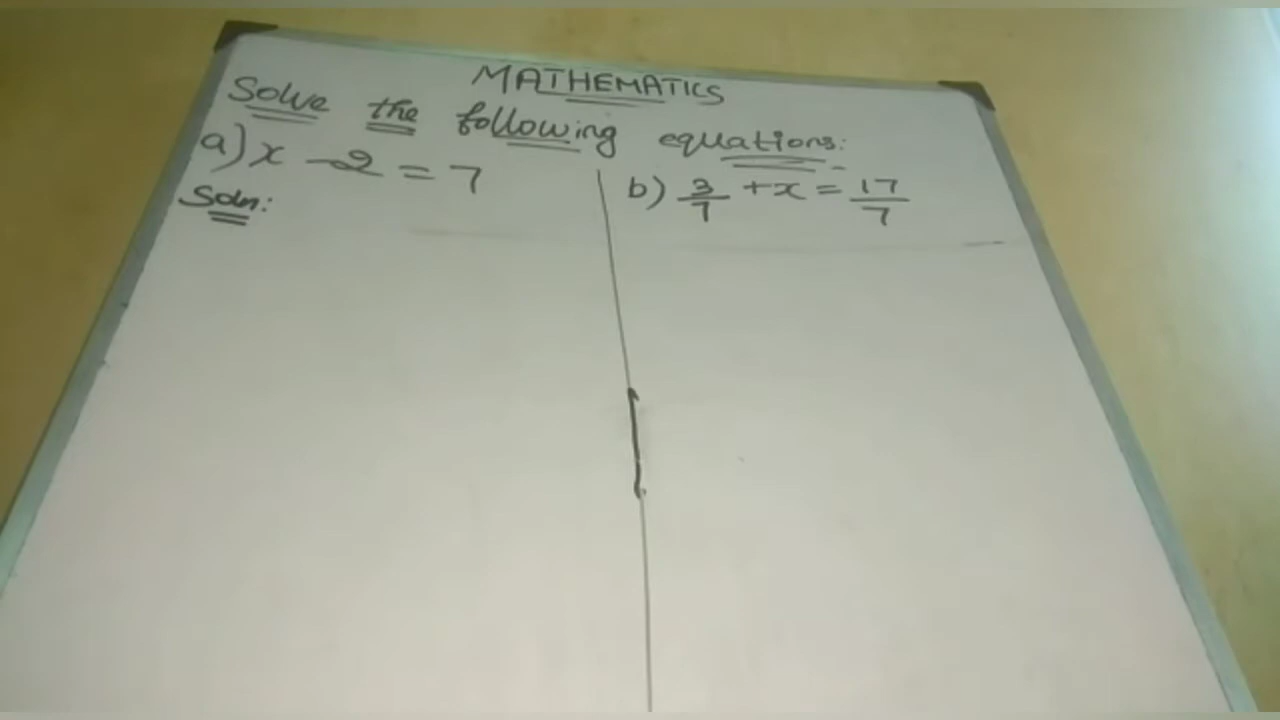 MATHEMATICS
Solve the following equations:
a) x - 2 = 7
Soln:
b) 3/7 + x = 17/7